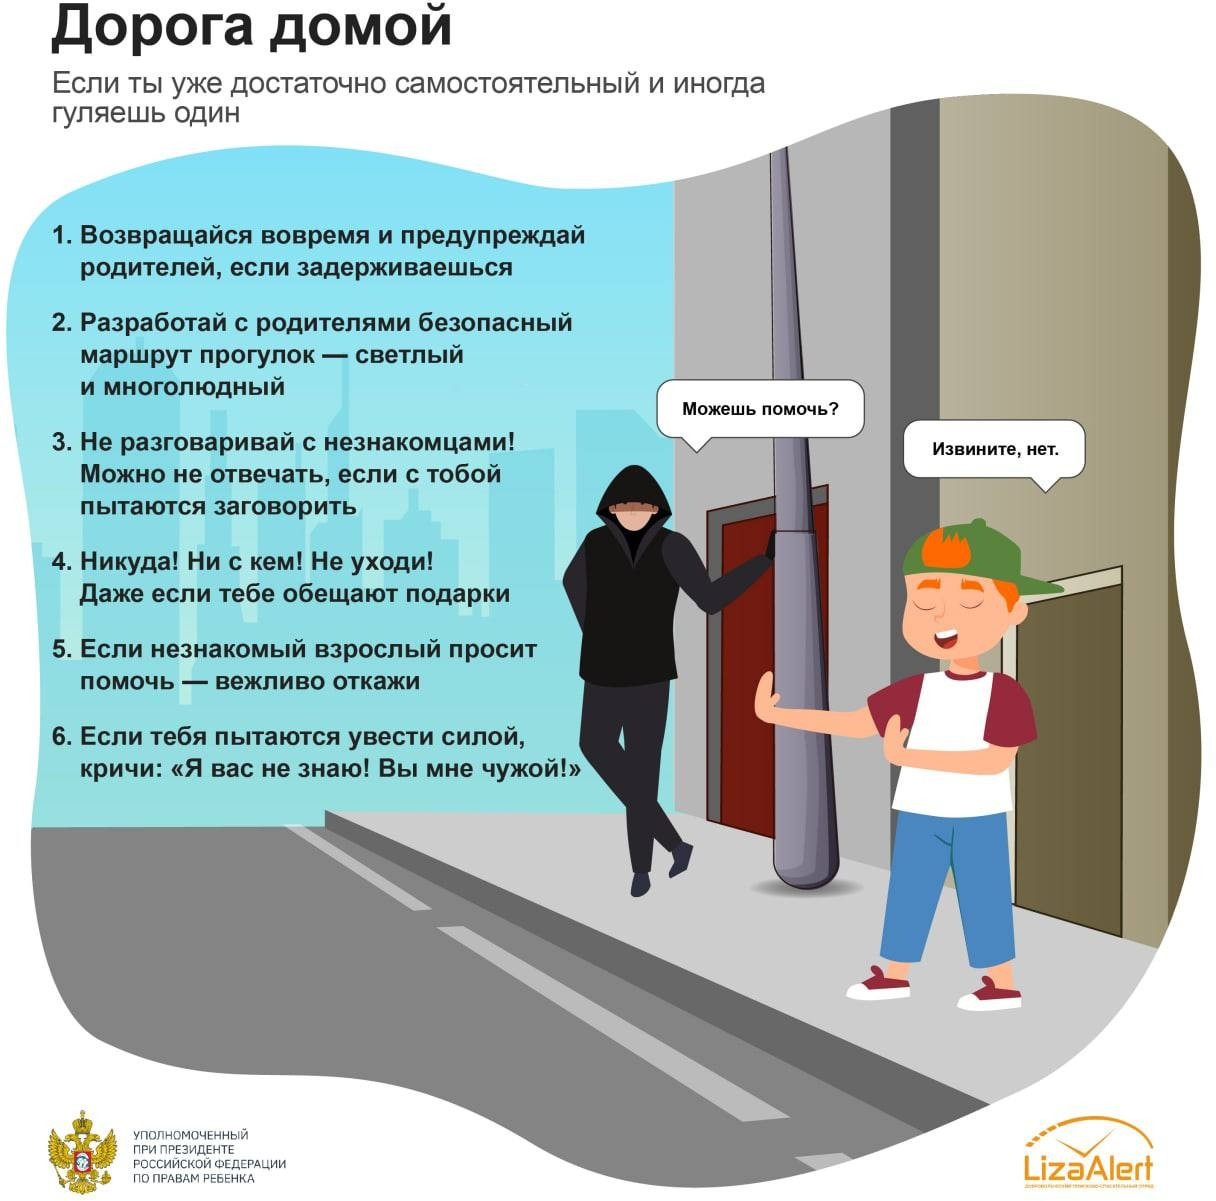 Дорога домой
Если ты уже достаточно самостоятельный и иногда
гуляешь один
1. Возвращайся вовремя и предупреждай
родителей, если задерживаешься
2. Разработай с родителями безопасный
маршрут прогулок — светлый
и многолюдный
3. Не разговаривай с незнакомцами!
Можно не отвечать, если с тобой
пытаются заговорить
4. Никуда! Ни с кем! Не уходи!
Даже если тебе обещают подарки
5. Если незнакомый взрослый просит
помочь — вежливо откажи
6. Если тебя пытаются увести силой,
кричи: «Я вас не знаю! Вы мне чужой!»
Можешь помочь?
Извините, нет.
УПОЛНОМОЧЕННЫЙ
ПРИ ПРЕЗИДЕНТЕ
РОССИЙСКОЙ ФЕДЕРАЦИИ
ПО ПРАВАМ РЕБЕНКА
LizaAlert
ДОБРОВОЛЬЧЕСКИЙ ПОИСКОВО-СПАСАТЕЛЬНЫЙ ОТРЯД